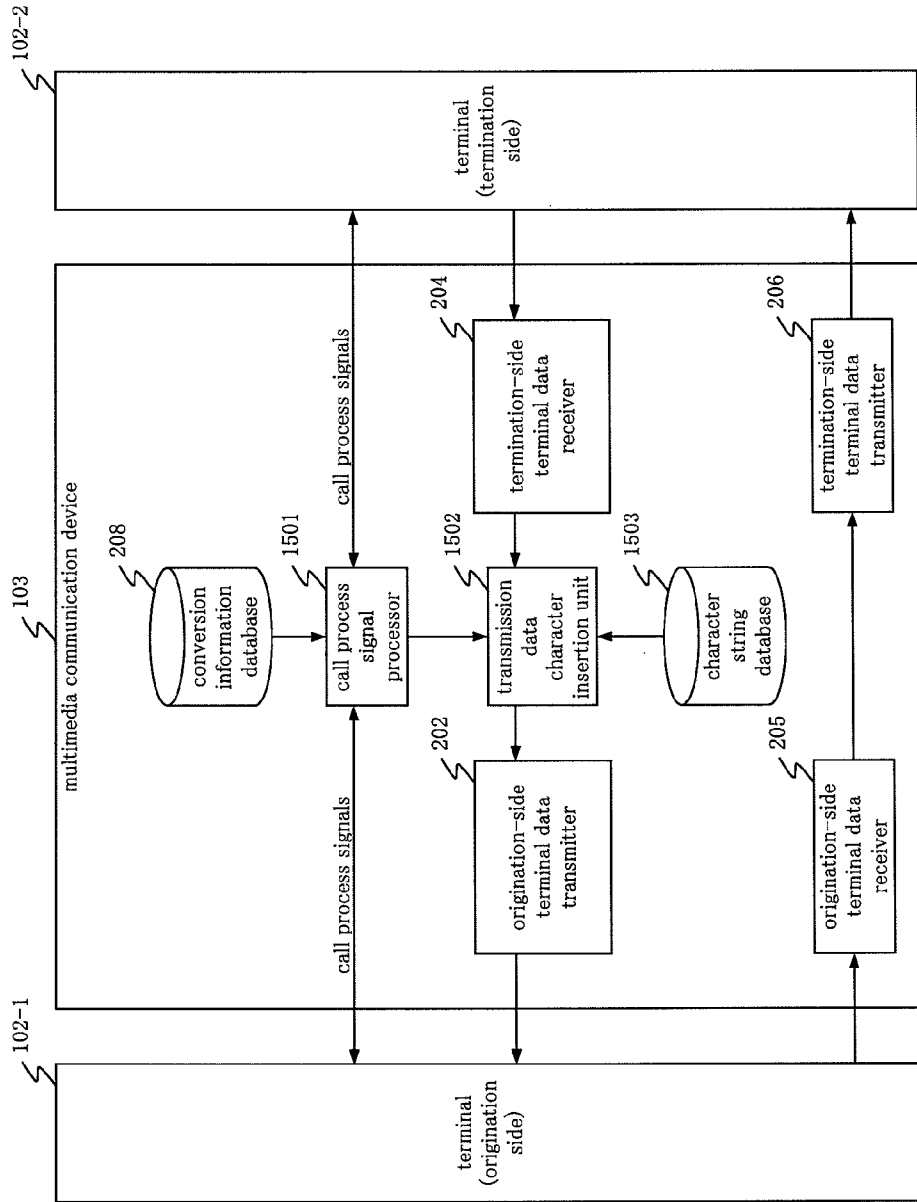 103
multimedia communication device
102-1
102-2
terminal
(origination
side)
terminal
(termination
side)
208
conversion
information
database
call process signals
call process signals
1501
call process
signal
processor
202
origination-side
terminal data
transmitter
1502
transmission
data
character
insertion unit
204
termination-side
terminal data
receiver
1503
character
string
database
205
origination-side
terminal data
receiver
206
termination-side
terminal data
transmitter